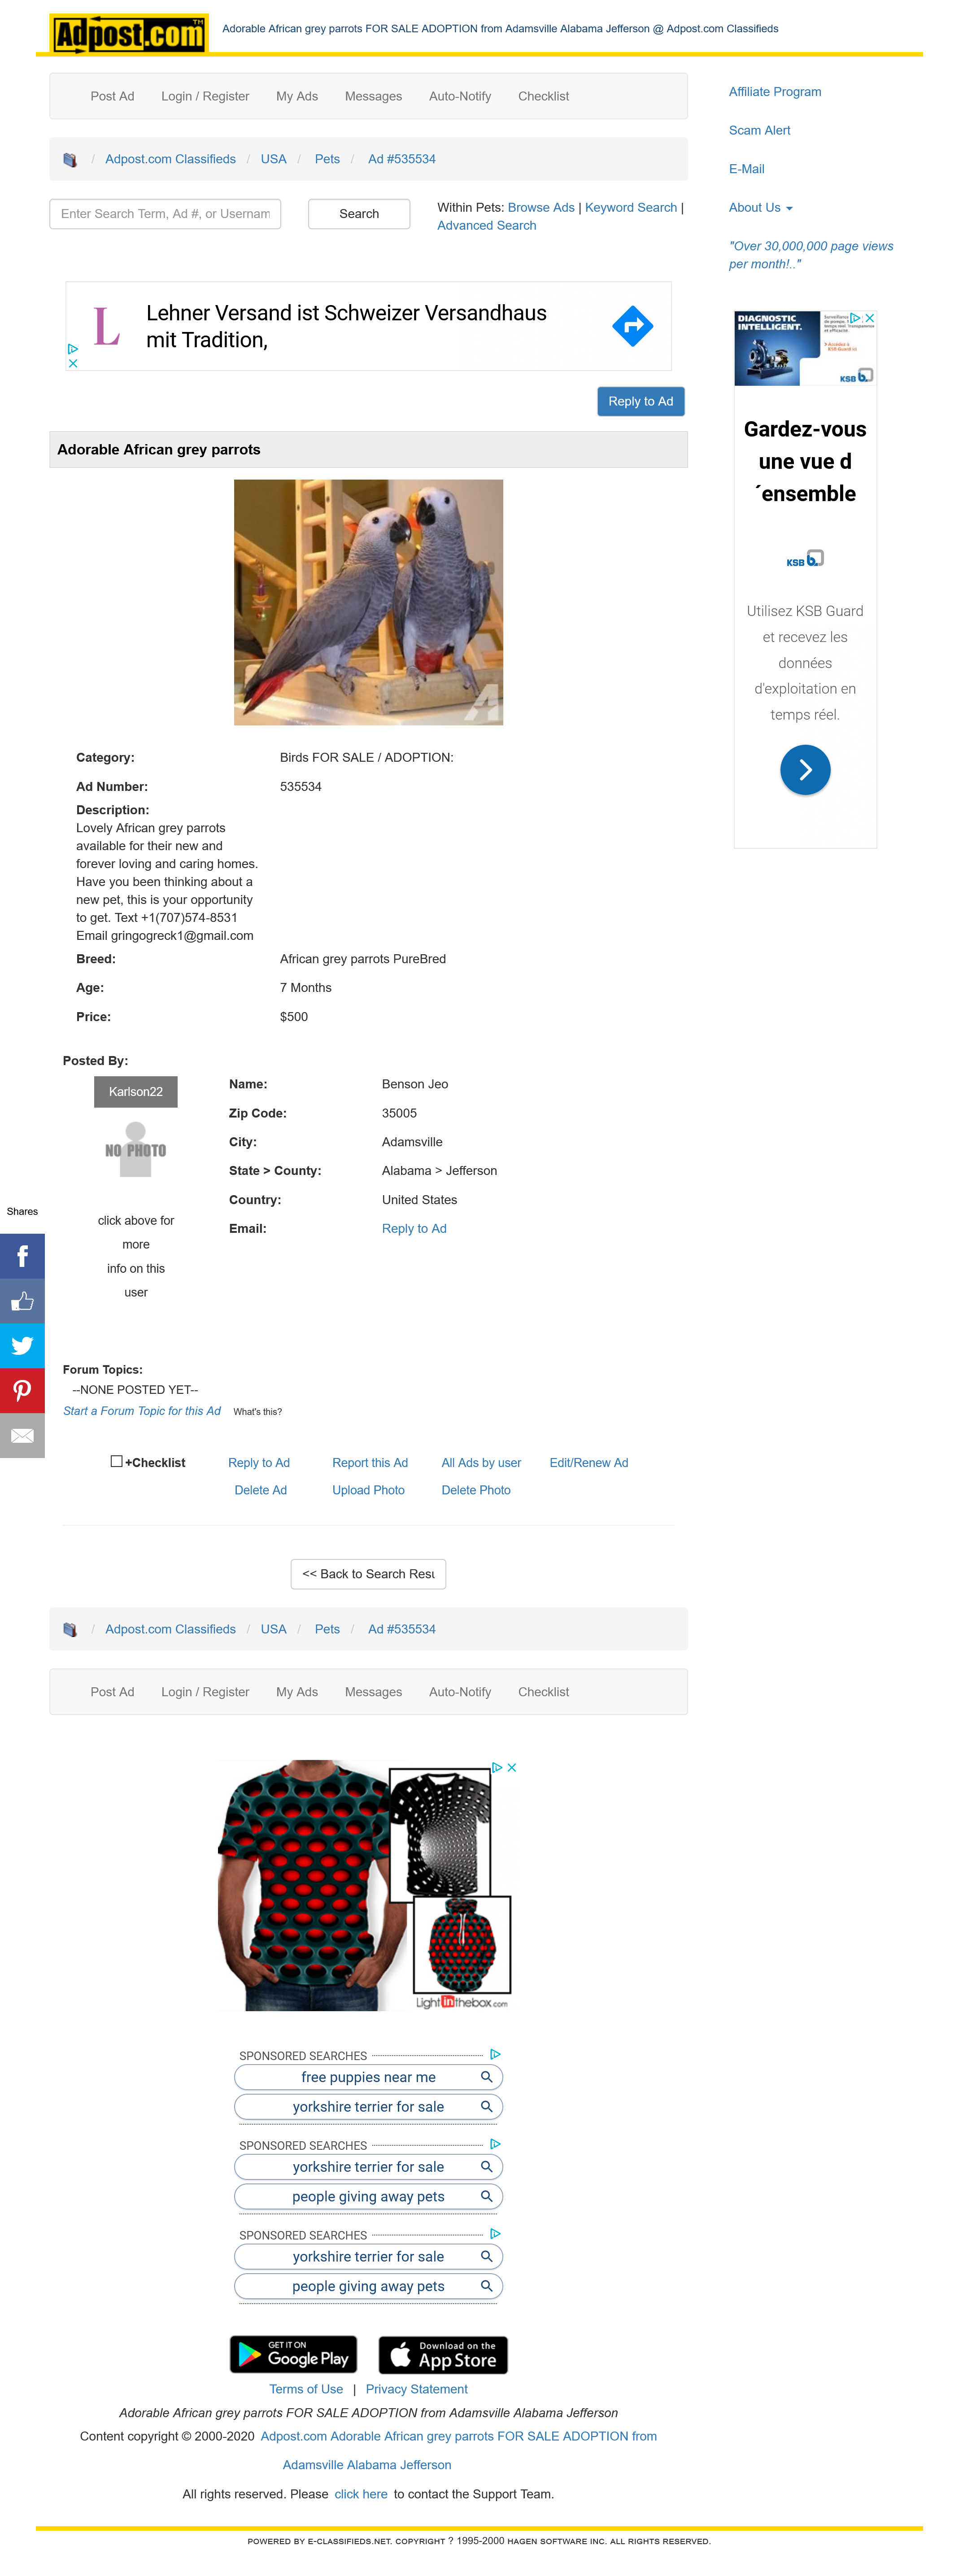 Adpost.com TM
Adorable African grey parrots FOR SALE ADOPTION from Adamsville Alabama Jefferson @ Adpost.com Classifieds
Post Ad Login / Register My Ads Messages Auto-Notify Checklist
/ Adpost.com Classifieds / USA / Pets / Ad #535534
Enter Search Term, Ad #, or Usernam
Search
Within Pets: Browse Ads | Keyword Search |
Advanced Search
Affiliate Program
Scam Alert
E-Mail
About Us
"Over 30,000,000 page views
per month!.."
L
Lehner Versand ist Schweizer Versandhaus
mit Tradition,
Reply to Ad
DIAGNOSTIC
INTELLIGENT.
KSB
Gardez-vous
une vue d
´ensemble
KSB
Utilisez KSB Guard
et recevez les
données
d'exploitation en
temps réel.
Adorable African grey parrots
Category: Birds FOR SALE / ADOPTION:
Ad Number: 535534
Description:
Lovely African grey parrots
available for their new and
forever loving and caring homes.
Have you been thinking about a
new pet, this is your opportunity
to get. Text +1(707)574-8531
Email gringogreck1@gmail.com
Breed: African grey parrots PureBred
Age: 7 Months
Price: $500
Posted By:
Karlson22
NO PHOTO
click above for
more
info on this
user
Name: Benson Jeo
Zip Code: 35005
City: Adamsville
State > County: Alabama > Jefferson
Country: United States
Email: Reply to Ad
Shares
Forum Topics:
--NONE POSTED YET--
Start a Forum Topic for this Ad What's this?
+Checklist Reply to Ad Report this Ad All Ads by user Edit/Renew Ad
Delete Ad Upload Photo Delete Photo
<< Back to Search Resu
/ Adpost.com Classifieds / USA / Pets / Ad #535534
Post Ad Login / Register My Ads Messages Auto-Notify Checklist
Lightinthebox.com
SPONSORED SEARCHES
free puppies near me
yorkshire terrier for sale
SPONSORED SEARCHES
yorkshire terrier for sale
people giving away pets
SPONSORED SEARCHES
yorkshire terrier for sale
people giving away pets
GET IT ON
Google Play
Download on the
App Store
Terms of Use | Privacy Statement
Adorable African grey parrots FOR SALE ADOPTION from Adamsville Alabama Jefferson
Content copyright © 2000-2020 Adpost.com Adorable African grey parrots FOR SALE ADOPTION from
Adamsville Alabama Jefferson
All rights reserved. Please click here to contact the Support Team.
POWERED BY E-CLASSIFIEDS.NET. COPYRIGHT ? 1995-2000 HAGEN SOFTWARE INC. ALL RIGHTS RESERVED.